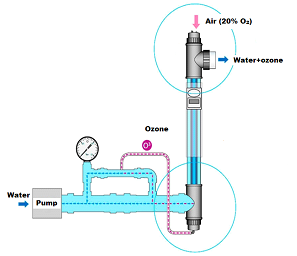 Air (20% O₂)
Water+ozone
Ozone
O³
Water
Pump